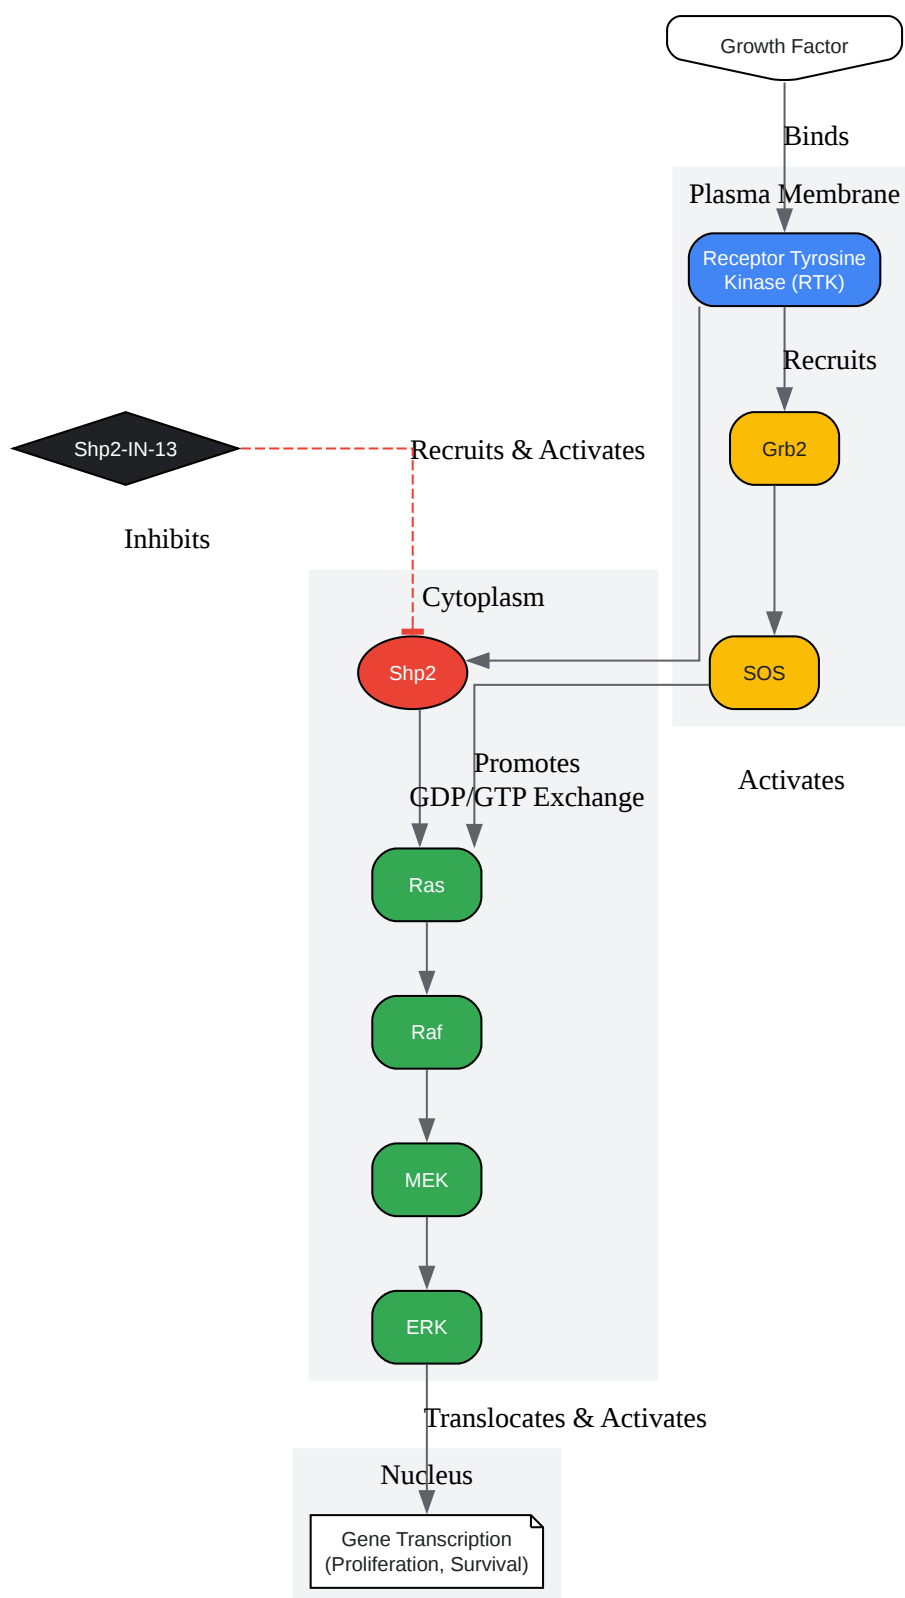 Growth Factor
Binds
Plasma Membrane
Receptor Tyrosine
Kinase (RTK)
Recruits
Shp2-IN-13
Recruits & Activates
Grb2
Inhibits
Cytoplasm
Shp2
SOS
Promotes
GDP/GTP Exchange
Activates
Ras
Raf
MEK
ERK
Translocates & Activates
Nucleus
Gene Transcription
(Proliferation, Survival)